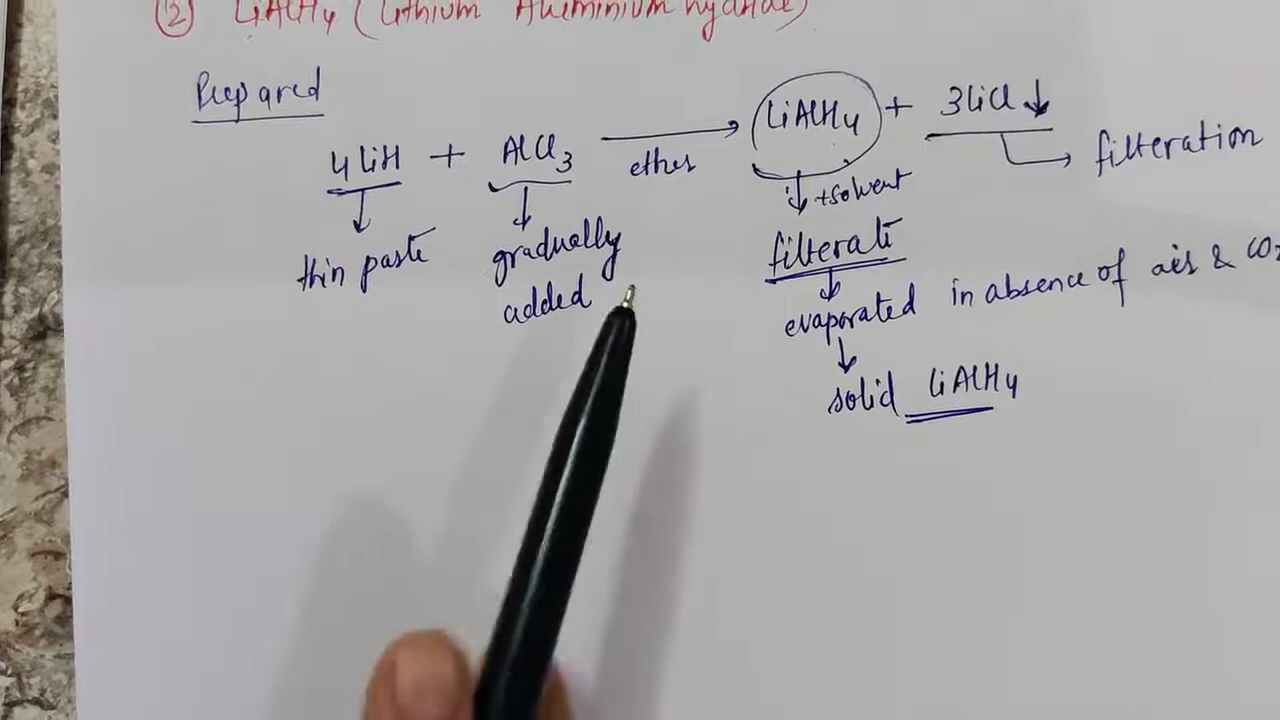 ② LiAlH4 (Lithium Aluminium hydride)
Prepared
4LiH + AlCl3 ether → LiAlH4 + 3LiCl↓ → filteration
thin paste
gradually added
↓ +solvent
filterate
↓
evaporated in absence of air & CO2
↓
solid LiAlH4